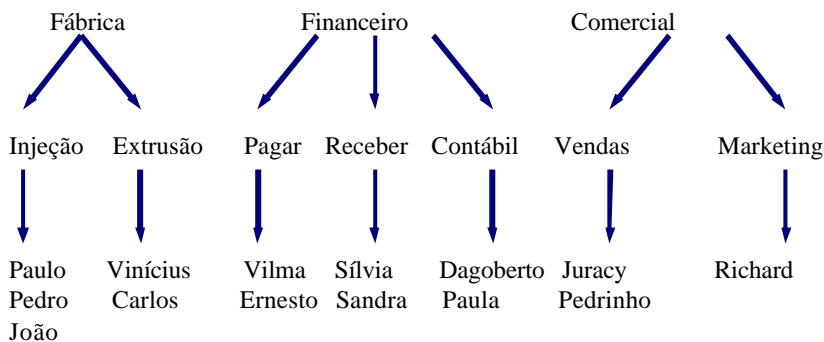 Fábrica Financeiro Comercial
Injeção Extrusão Pagar Receber Contábil Vendas Marketing
Paulo Vinícius Vilma Sílvia Dagoberto Juracy Richard
Pedro Carlos Ernesto Sandra Paula Pedrinho
João